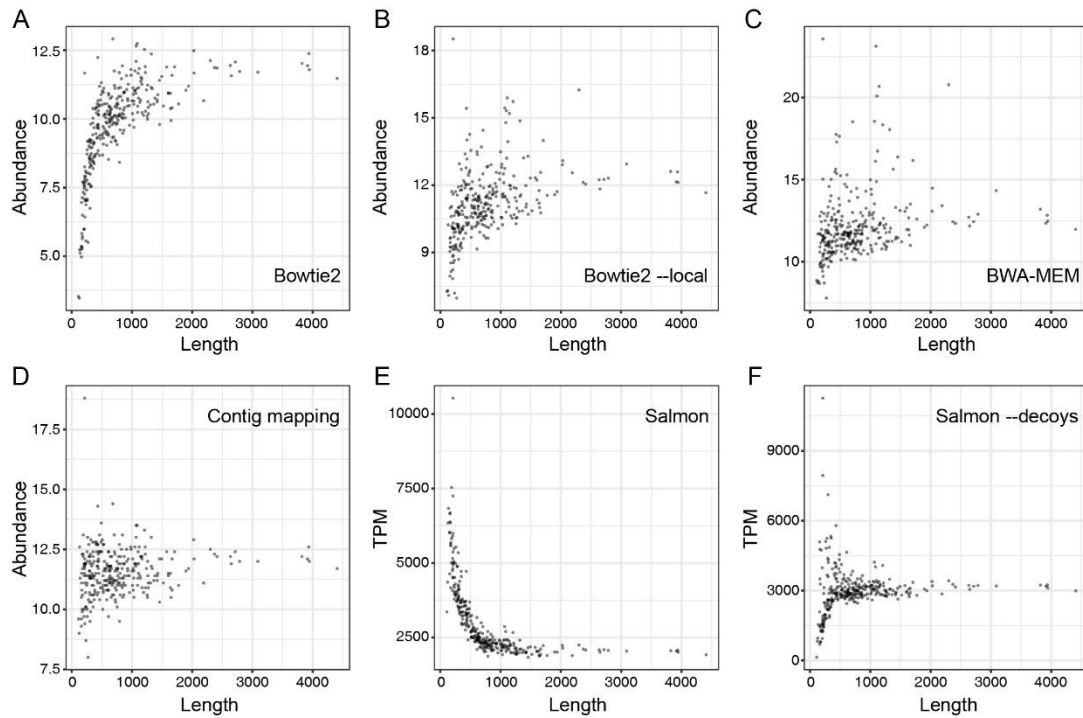 A
Abundance
12.5
10.0
7.5
5.0
0 1000 2000 3000 4000
Length
Bowtie2
B
Abundance
18
15
12
9
0 1000 2000 3000 4000
Length
Bowtie2 --local
C
Abundance
20
15
10
0 1000 2000 3000 4000
Length
BWA-MEM
D
Abundance
17.5
15.0
12.5
10.0
7.5
0 1000 2000 3000 4000
Length
Contig mapping
E
TPM
10000
7500
5000
2500
0 1000 2000 3000 4000
Length
Salmon
F
TPM
9000
6000
3000
0
0 1000 2000 3000 4000
Length
Salmon --decoys